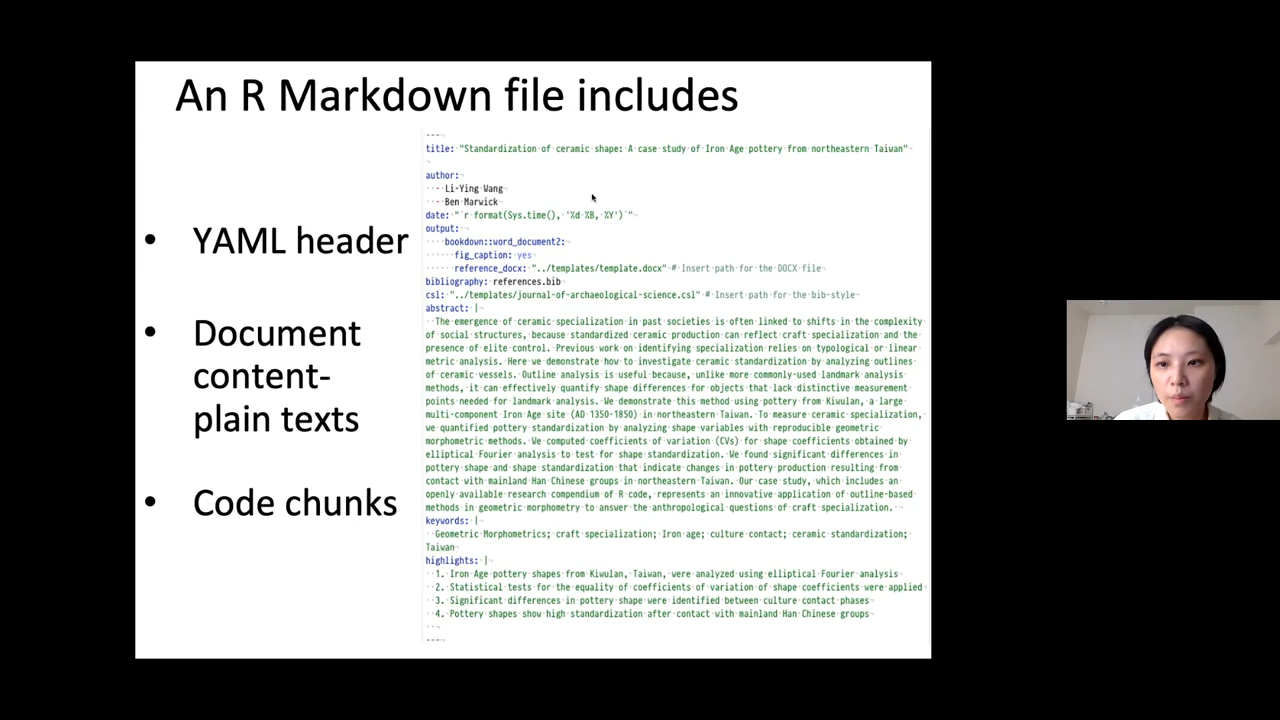 An R Markdown file includes
• YAML header
• Document
content-
plain texts
• Code chunks
---
title: "Standardization of ceramic shape: A case study of Iron Age pottery from northeastern Taiwan"
author:
- Li-Ying Wang
- Ben Marwick
date: "`r format(Sys.time(), '%d %B, %Y')`"
output:
bookdown::word_document2:
fig_caption: yes
reference_docx: "../templates/template.docx" # Insert path for the DOCX file
bibliography: references.bib
csl: "../templates/journal-of-archaeological-science.csl" # Insert path for the bib-style
abstract: |
The emergence of ceramic specialization in past societies is often linked to shifts in the complexity
of social structures, because standardized ceramic production can reflect craft specialization and the
presence of elite control. Previous work on identifying specialization relies on typological or linear
metric analysis. Here we demonstrate how to investigate ceramic standardization by analyzing outlines
of ceramic vessels. Outline analysis is useful because, unlike more commonly-used landmark analysis
methods, it can effectively quantify shape differences for objects that lack distinctive measurement
points needed for landmark analysis. We demonstrate this method using pottery from Kiwulan, a large
multi-component Iron Age site (AD 1350-1850) in northeastern Taiwan. To measure ceramic specialization,
we quantified pottery standardization by analyzing shape variables with reproducible geometric
morphometric methods. We computed coefficients of variation (CVs) for shape coefficients obtained by
elliptical Fourier analysis to test for shape standardization. We found significant differences in
pottery shape and shape standardization that indicate changes in pottery production resulting from
contact with mainland Han Chinese groups in northeastern Taiwan. Our case study, which includes an
openly available research compendium of R code, represents an innovative application of outline-based
methods in geometric morphometry to answer the anthropological questions of craft specialization.
keywords: |
Geometric Morphometrics; craft specialization; Iron age; culture contact; ceramic standardization;
Taiwan
highlights: |
1. Iron Age pottery shapes from Kiwulan, Taiwan, were analyzed using elliptical Fourier analysis
2. Statistical tests for the equality of coefficients of variation of shape coefficients were applied
3. Significant differences in pottery shape were identified between culture contact phases
4. Pottery shapes show high standardization after contact with mainland Han Chinese groups
---